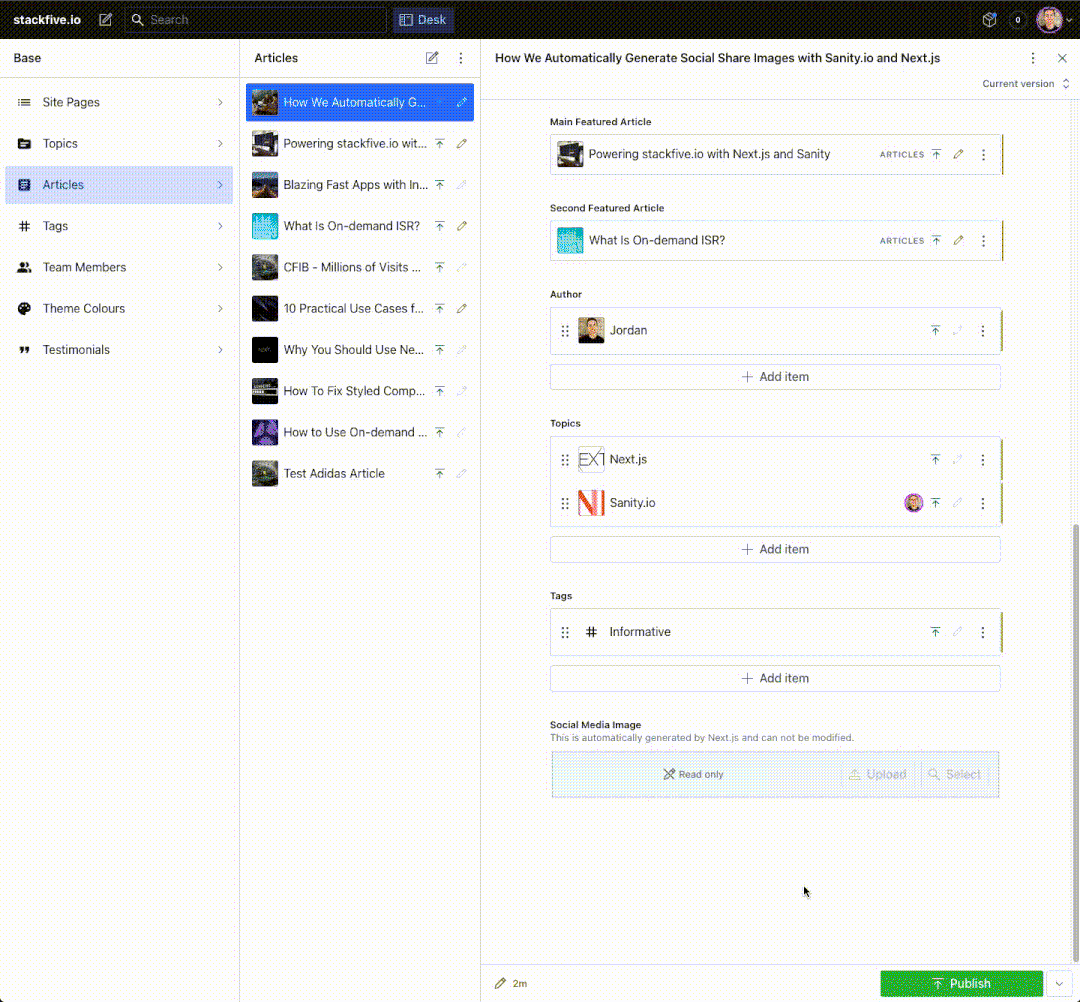 stackfive.io Search Desk 0
Base
Site Pages
Topics
Articles
Tags
Team Members
Theme Colours
Testimonials
Articles
How We Automatically G...
Powering stackfive.io wit...
Blazing Fast Apps with In...
What Is On-demand ISR?
CFIB - Millions of Visits ...
10 Practical Use Cases f...
Why You Should Use Ne...
How To Fix Styled Comp...
How to Use On-demand ...
Test Adidas Article
How We Automatically Generate Social Share Images with Sanity.io and Next.js
Current version
Main Featured Article
Powering stackfive.io with Next.js and Sanity ARTICLES
Second Featured Article
What Is On-demand ISR? ARTICLES
Author
Jordan
Add item
Topics
EXT Next.js
Sanity.io
Add item
Tags
# Informative
Add item
Social Media Image
This is automatically generated by Next.js and can not be modified.
Read only Upload Select
2m Publish